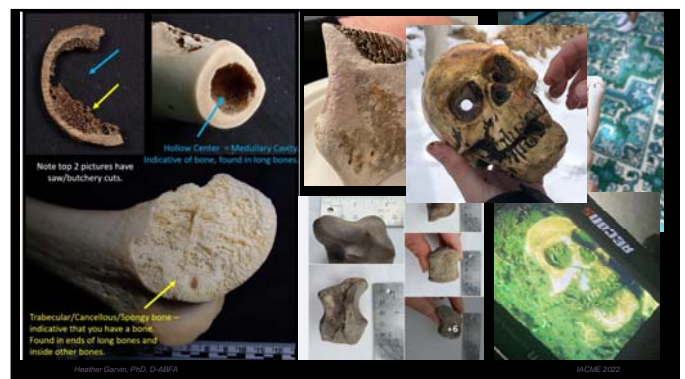 Hollow Center = Medullary Cavity.
Indicative of bone, found in long bones.
Note top 2 pictures have
saw/butchery cuts.
Trabecular/Cancellous/Spongy bone –
indicative that you have a bone.
Found in ends of long bones and
inside other bones.
+6
RECON
Heather Garvin, PhD, D-ABFA
IACME 2022